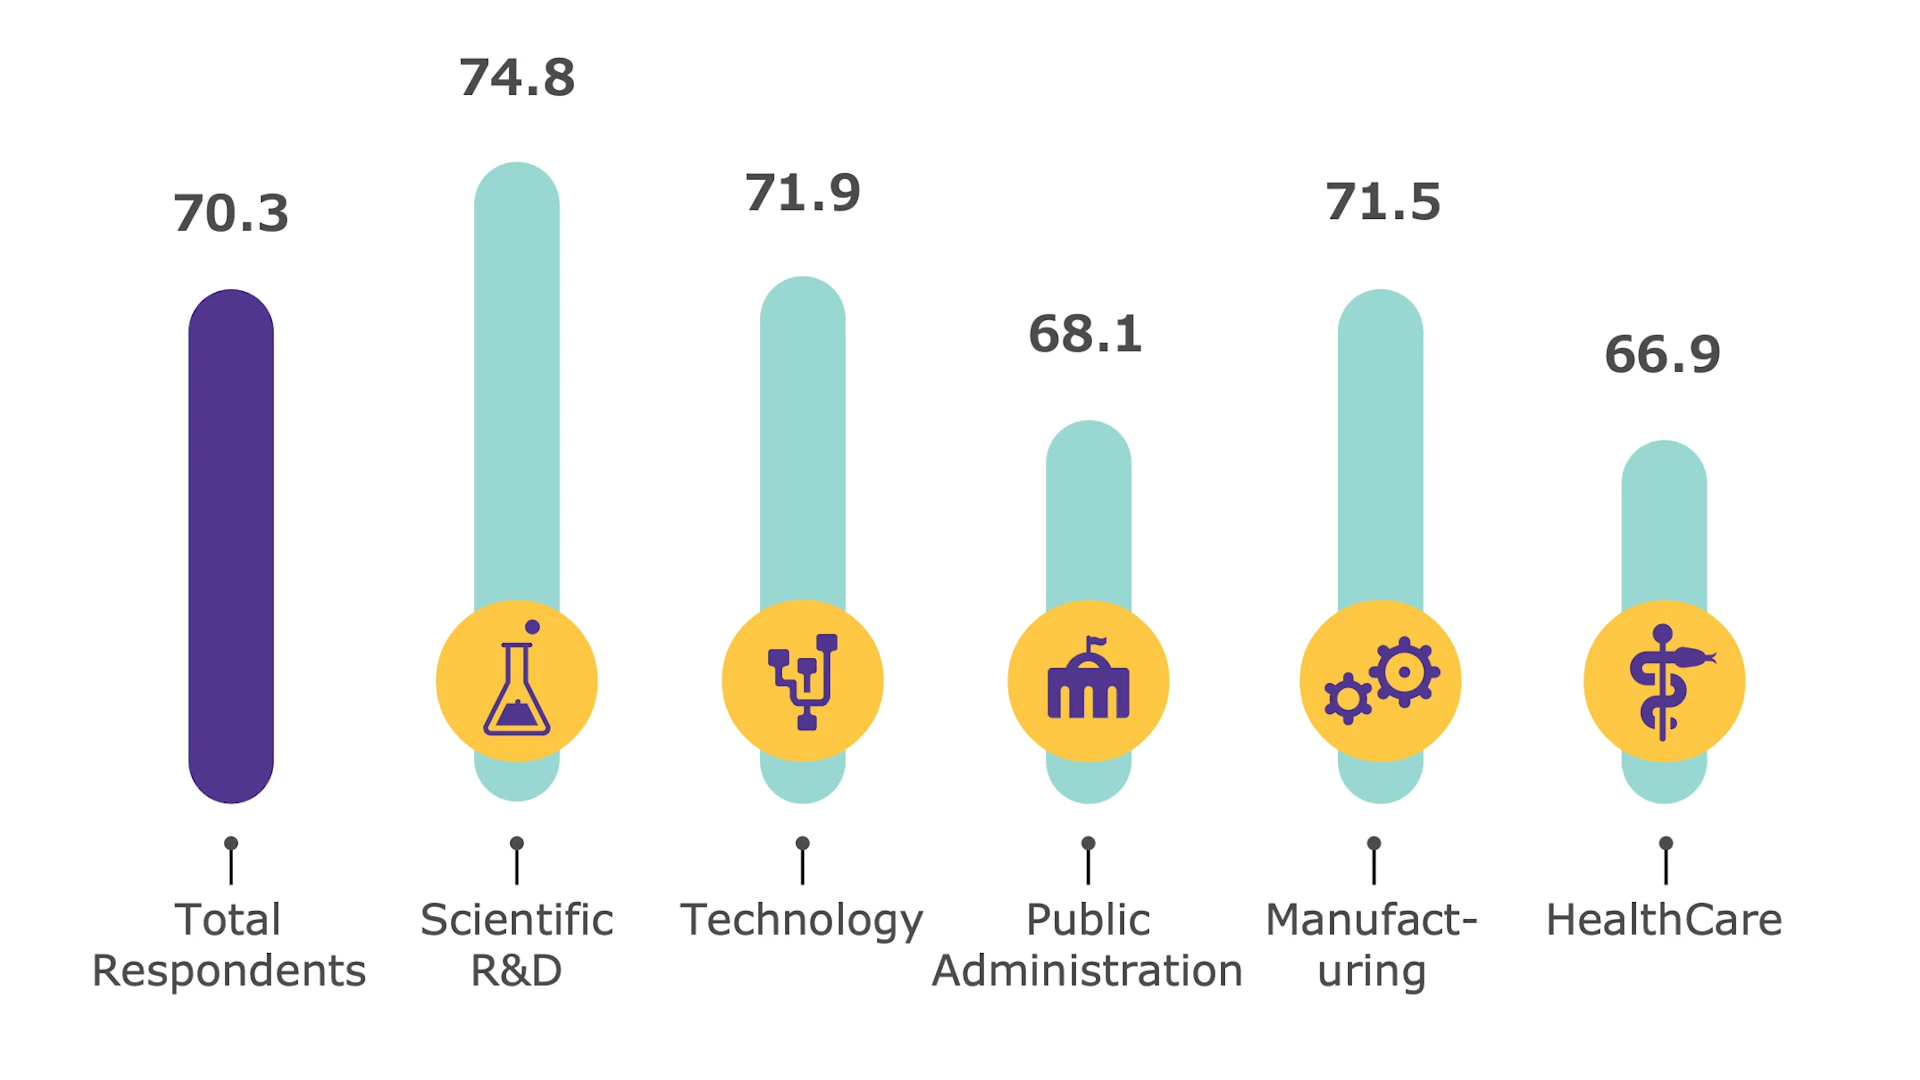 74.8
71.9
71.5
70.3
68.1
66.9
Total
Respondents
Scientific
R&D
Technology
Public
Administration
Manufact-
uring
HealthCare